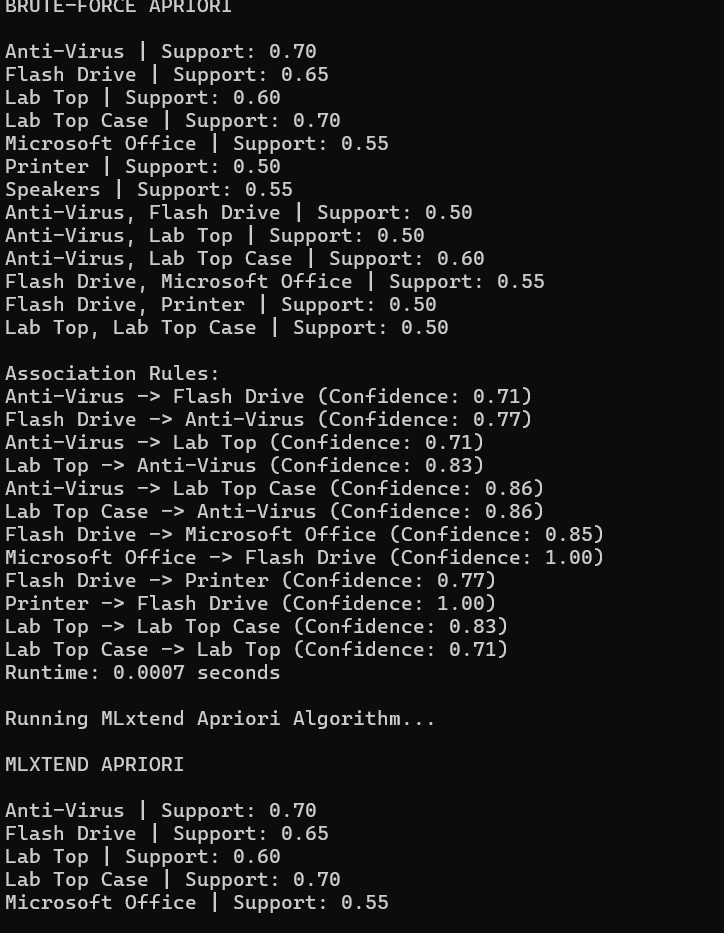 BRUTE-FORCE APRIORI
Anti-Virus | Support: 0.70
Flash Drive | Support: 0.65
Lab Top | Support: 0.60
Lab Top Case | Support: 0.70
Microsoft Office | Support: 0.55
Printer | Support: 0.50
Speakers | Support: 0.55
Anti-Virus, Flash Drive | Support: 0.50
Anti-Virus, Lab Top | Support: 0.50
Anti-Virus, Lab Top Case | Support: 0.60
Flash Drive, Microsoft Office | Support: 0.55
Flash Drive, Printer | Support: 0.50
Lab Top, Lab Top Case | Support: 0.50
Association Rules:
Anti-Virus -> Flash Drive (Confidence: 0.71)
Flash Drive -> Anti-Virus (Confidence: 0.77)
Anti-Virus -> Lab Top (Confidence: 0.71)
Lab Top -> Anti-Virus (Confidence: 0.83)
Anti-Virus -> Lab Top Case (Confidence: 0.86)
Lab Top Case -> Anti-Virus (Confidence: 0.86)
Flash Drive -> Microsoft Office (Confidence: 0.85)
Microsoft Office -> Flash Drive (Confidence: 1.00)
Flash Drive -> Printer (Confidence: 0.77)
Printer -> Flash Drive (Confidence: 1.00)
Lab Top -> Lab Top Case (Confidence: 0.83)
Lab Top Case -> Lab Top (Confidence: 0.71)
Runtime: 0.0007 seconds
Running MLxtend Apriori Algorithm...
MLXTEND APRIORI
Anti-Virus | Support: 0.70
Flash Drive | Support: 0.65
Lab Top | Support: 0.60
Lab Top Case | Support: 0.70
Microsoft Office | Support: 0.55